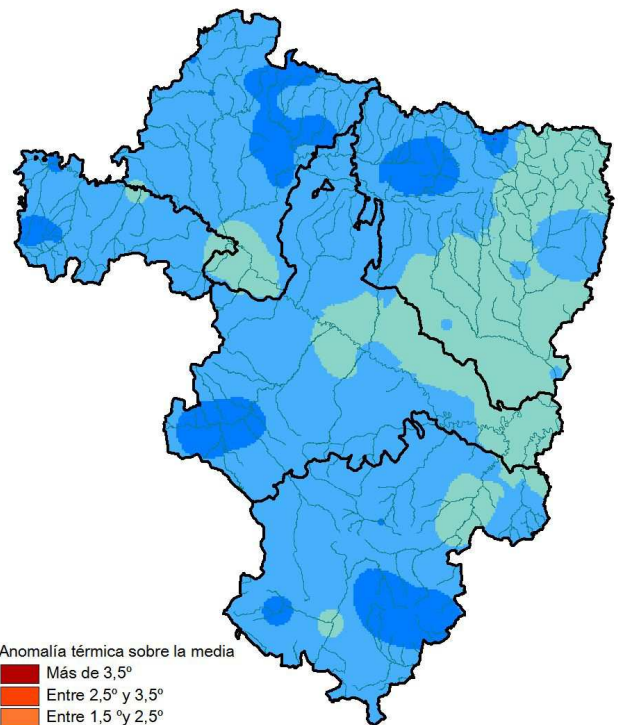 Anomalía térmica sobre la media
Más de 3,5º
Entre 2,5º y 3,5º
Entre 1,5 ºy 2,5º